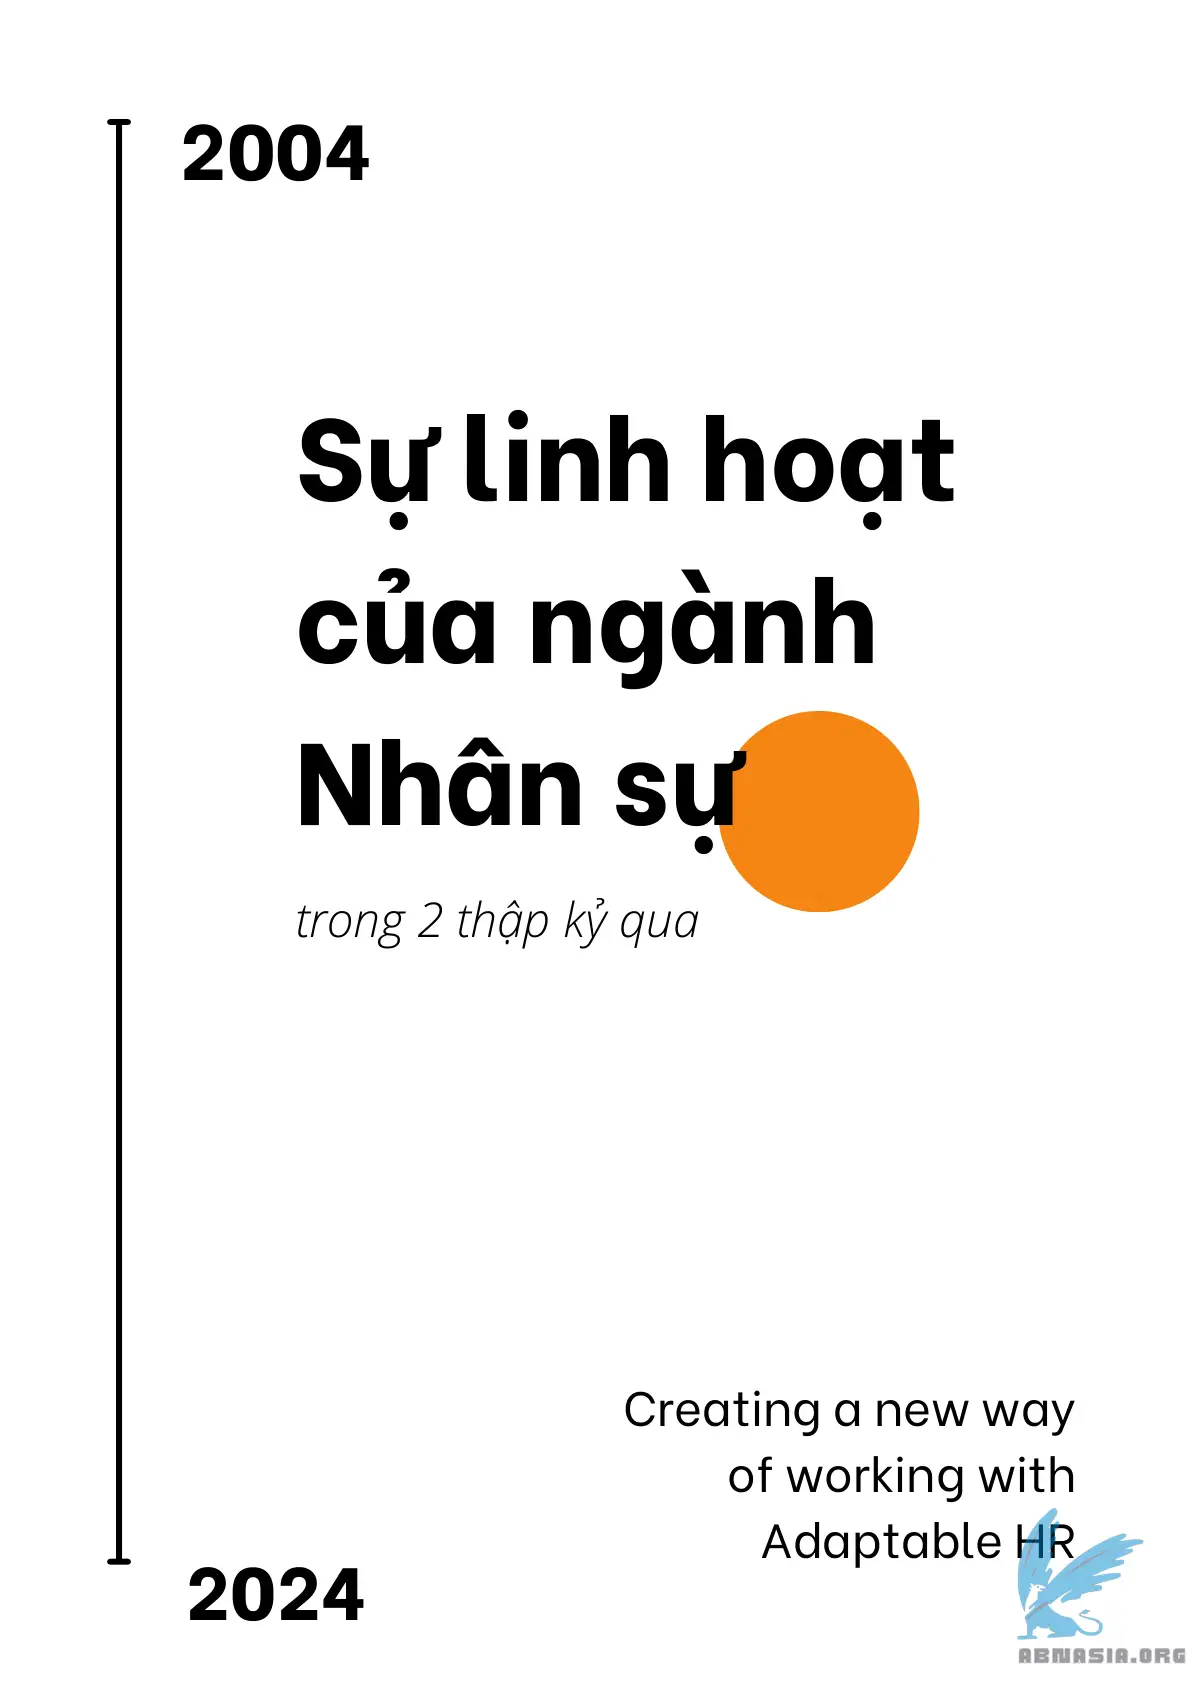 2004
Sự linh hoạt
của ngành
Nhân sự
trong 2 thập kỷ qua
Creating a new way
of working with
Adaptable HR
2024
ABNASIA.ORG